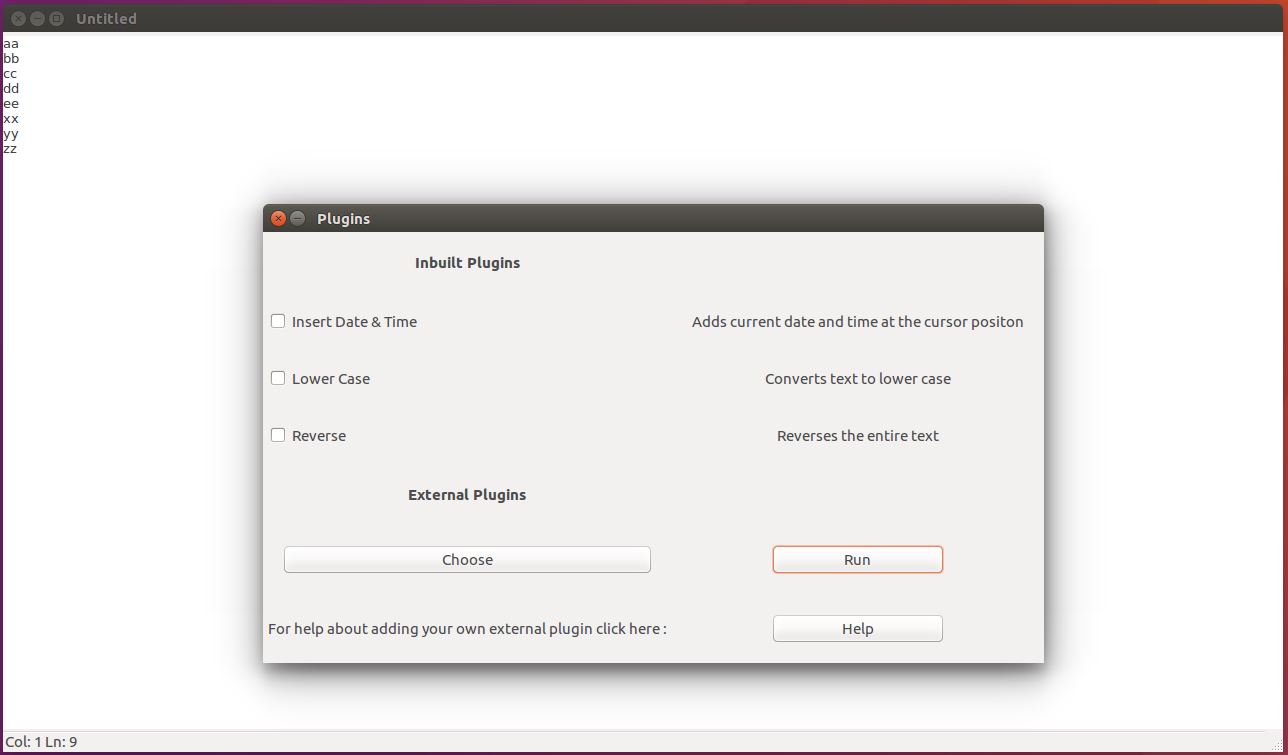 Untitled
aa
bb
cc
dd
ee
xx
yy
zz
Plugins
Inbuilt Plugins
Insert Date & Time
Adds current date and time at the cursor positon
Lower Case
Converts text to lower case
Reverse
Reverses the entire text
External Plugins
Choose
Run
For help about adding your own external plugin click here :
Help
Col: 1 Ln: 9